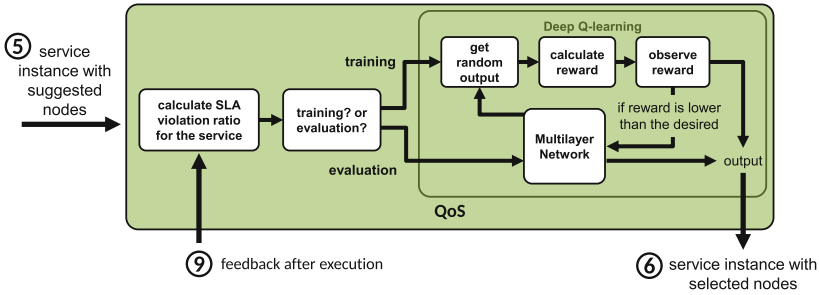 5
service
instance with
suggested
nodes
calculate SLA
violation ratio
for the service
training? or
evaluation?
training
evaluation
Deep Q-learning
get
random
output
calculate
reward
observe
reward
if reward is lower
than the desired
Multilayer
Network
output
QoS
9 feedback after execution
6 service instance with
selected nodes